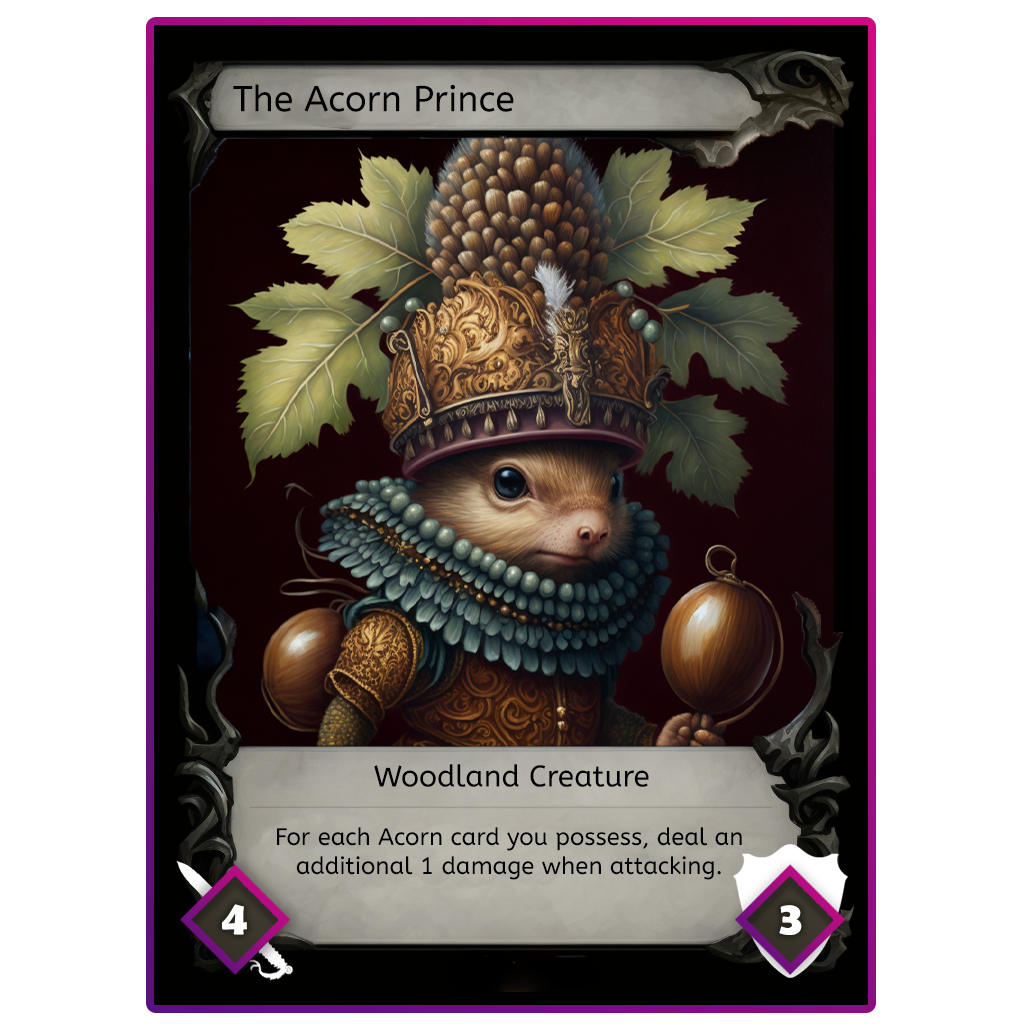 The Acorn Prince
Woodland Creature
For each Acorn card you possess, deal an
additional 1 damage when attacking.
4
3